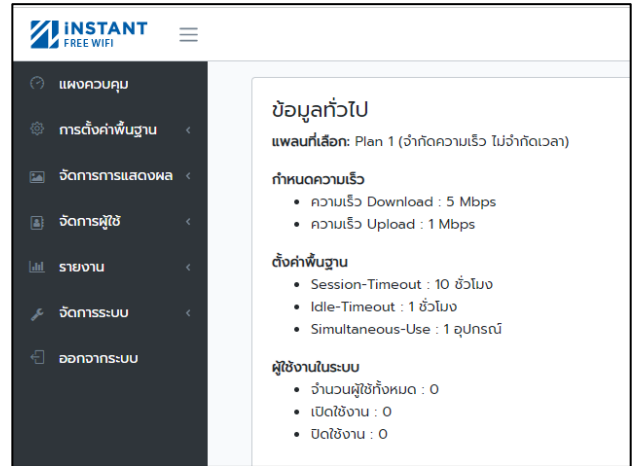 iNSTANT
FREE WIFI
แผงควบคุม
การตั้งค่าพื้นฐาน
จัดการการแสดงผล
จัดการผู้ใช้
รายงาน
จัดการระบบ
ออกจากระบบ
ข้อมูลทั่วไป
แพลนที่เลือก: Plan 1 (จำกัดความเร็ว ไม่จำกัดเวลา)
กำหนดความเร็ว
ความเร็ว Download : 5 Mbps
ความเร็ว Upload : 1 Mbps
ตั้งค่าพื้นฐาน
Session-Timeout : 10 ชั่วโมง
Idle-Timeout : 1 ชั่วโมง
Simultaneous-Use : 1 อุปกรณ์
ผู้ใช้งานในระบบ
จำนวนผู้ใช้ทั้งหมด : 0
เปิดใช้งาน : 0
ปิดใช้งาน : 0